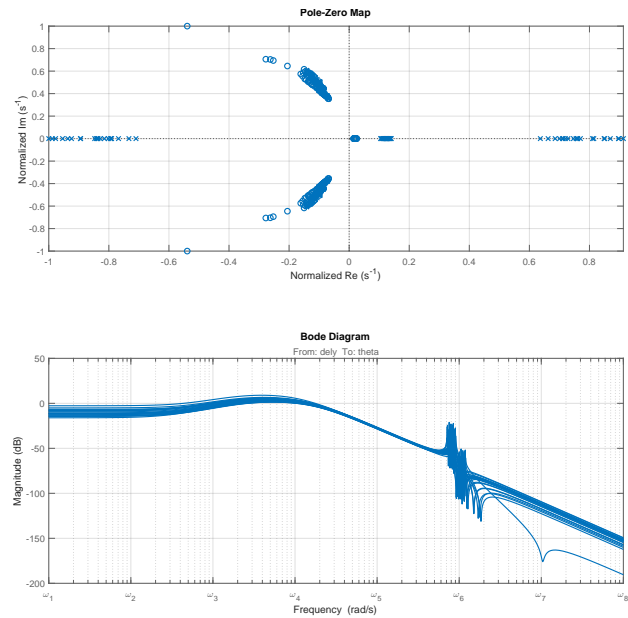 Pole-Zero Map
1
0.8
0.6
0.4
0.2
0
-0.2
-0.4
-0.6
-0.8
-1
Normalized Im (s⁻¹)
-1 -0.8 -0.6 -0.4 -0.2 0 0.2 0.4 0.6 0.8
Normalized Re (s⁻¹)
Bode Diagram
From: dely To: theta
50
0
-50
-100
-150
-200
Magnitude (dB)
ω₁ ω₂ ω₃ ω₄ ω₅ ω₆ ω₇ ω₈
Frequency (rad/s)